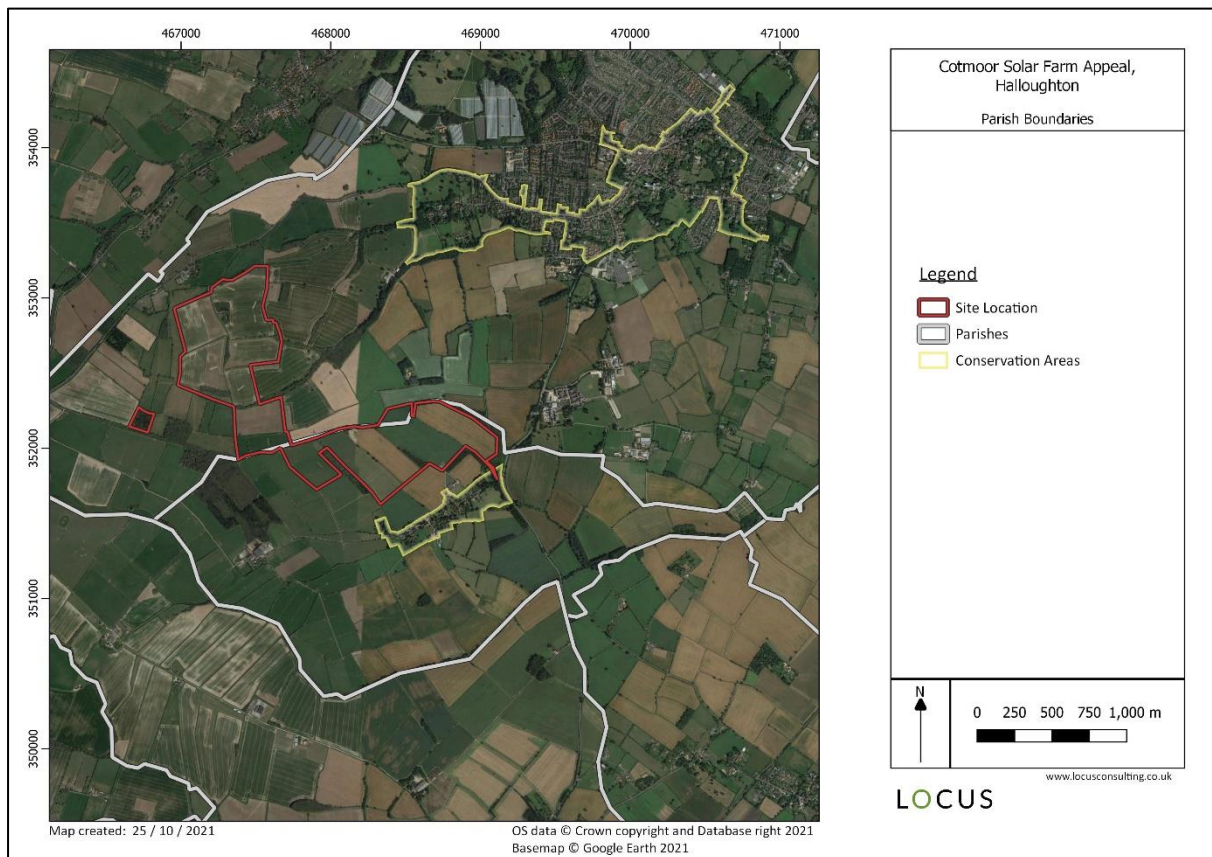 467000 468000 469000 470000 471000
354000
353000
352000
351000
350000
Map created: 25 / 10 / 2021
OS data © Crown copyright and Database right 2021
Basemap © Google Earth 2021
Cotmoor Solar Farm Appeal,
Halloughton
Parish Boundaries
Legend
Site Location
Parishes
Conservation Areas
N
0 250 500 750 1,000 m
www.locusconsulting.co.uk
LOCUS